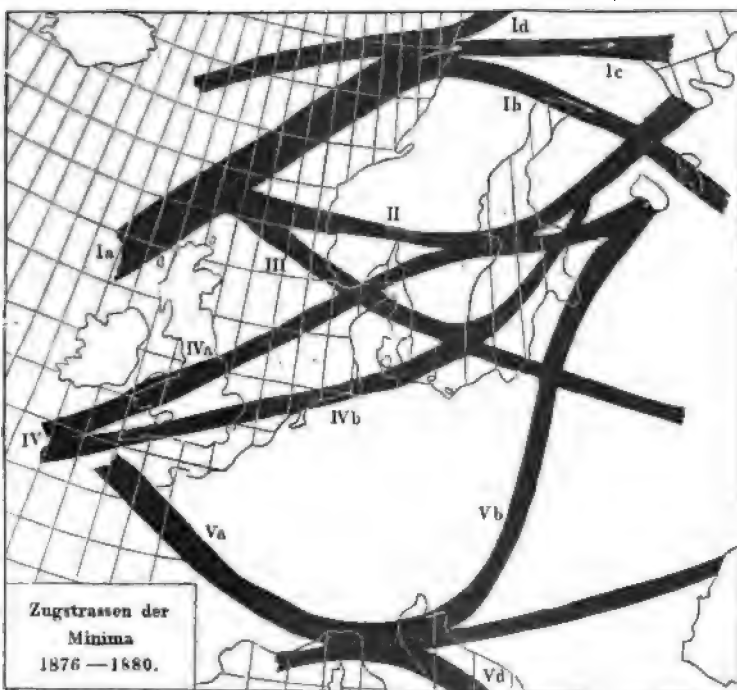 Id
Ic
Ib
Ia
II
III
IVa
IV
IVb
Va
Vb
Zugstrassen der
Minima
1876—1880.
Vd